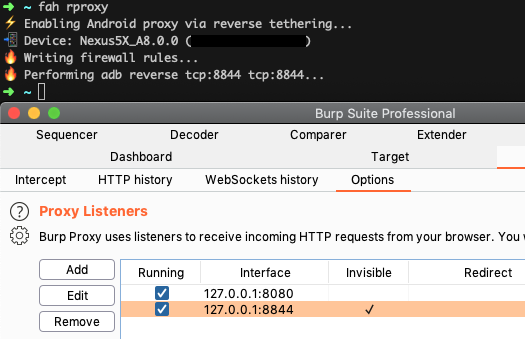 ➜ ~ fah rproxy
⚡ Enabling Android proxy via reverse tethering...
📲 Device: Nexus5X_A8.0.0 ( )
🔥 Writing firewall rules...
🔥 Performing adb reverse tcp:8844 tcp:8844...
➜ ~
Burp Suite Professional
Sequencer Decoder Comparer Extender
Dashboard Target
Intercept HTTP history WebSockets history Options
? Proxy Listeners
Burp Proxy uses listeners to receive incoming HTTP requests from your browser. You
Add Running Interface Invisible Redirect
Edit ✓ 127.0.0.1:8080
✓ 127.0.0.1:8844 ✓
Remove